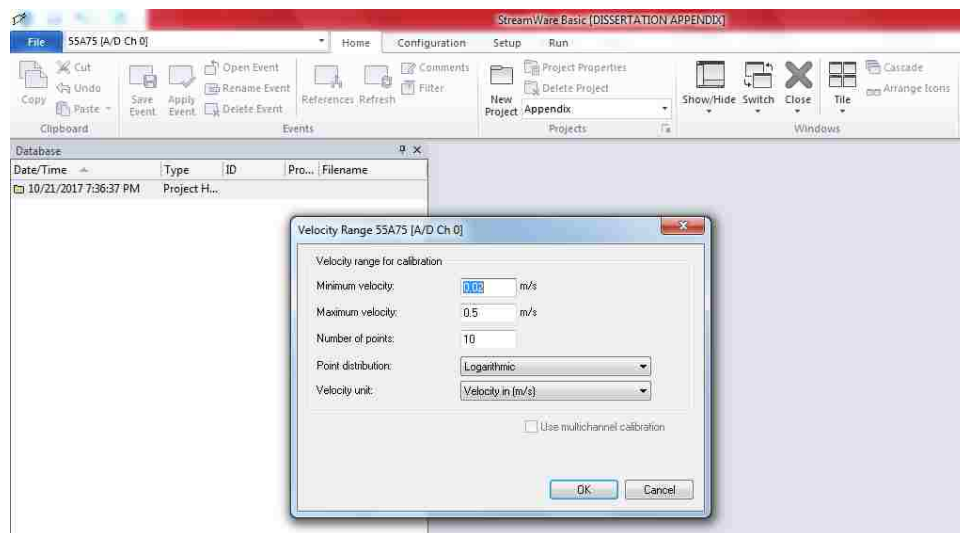 StreamWare Basic [DISSERTATION APPENDIX]
File 55A75 [A/D Ch 0] Home Configuration Setup Run
Copy Cut Undo Paste
Clipboard
Save Event Apply Event Open Event Rename Event Delete Event References Refresh Comments Filter
Events
New Project Project Properties Delete Project Appendix
Projects
Show/Hide Switch Close Tile Cascade Arrange Icons
Windows
Database
Date/Time Type ID Pro... Filename
10/21/2017 7:36:37 PM Project H...
Velocity Range 55A75 [A/D Ch 0]
Velocity range for calibration
Minimum velocity: 0.02 m/s
Maximum velocity: 0.5 m/s
Number of points: 10
Point distribution: Logarithmic
Velocity unit: Velocity in (m/s)
Use multichannel calibration
OK Cancel